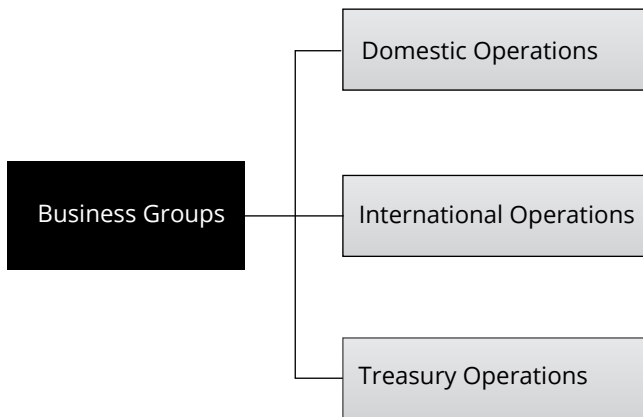 Domestic Operations
Business Groups
International Operations
Treasury Operations